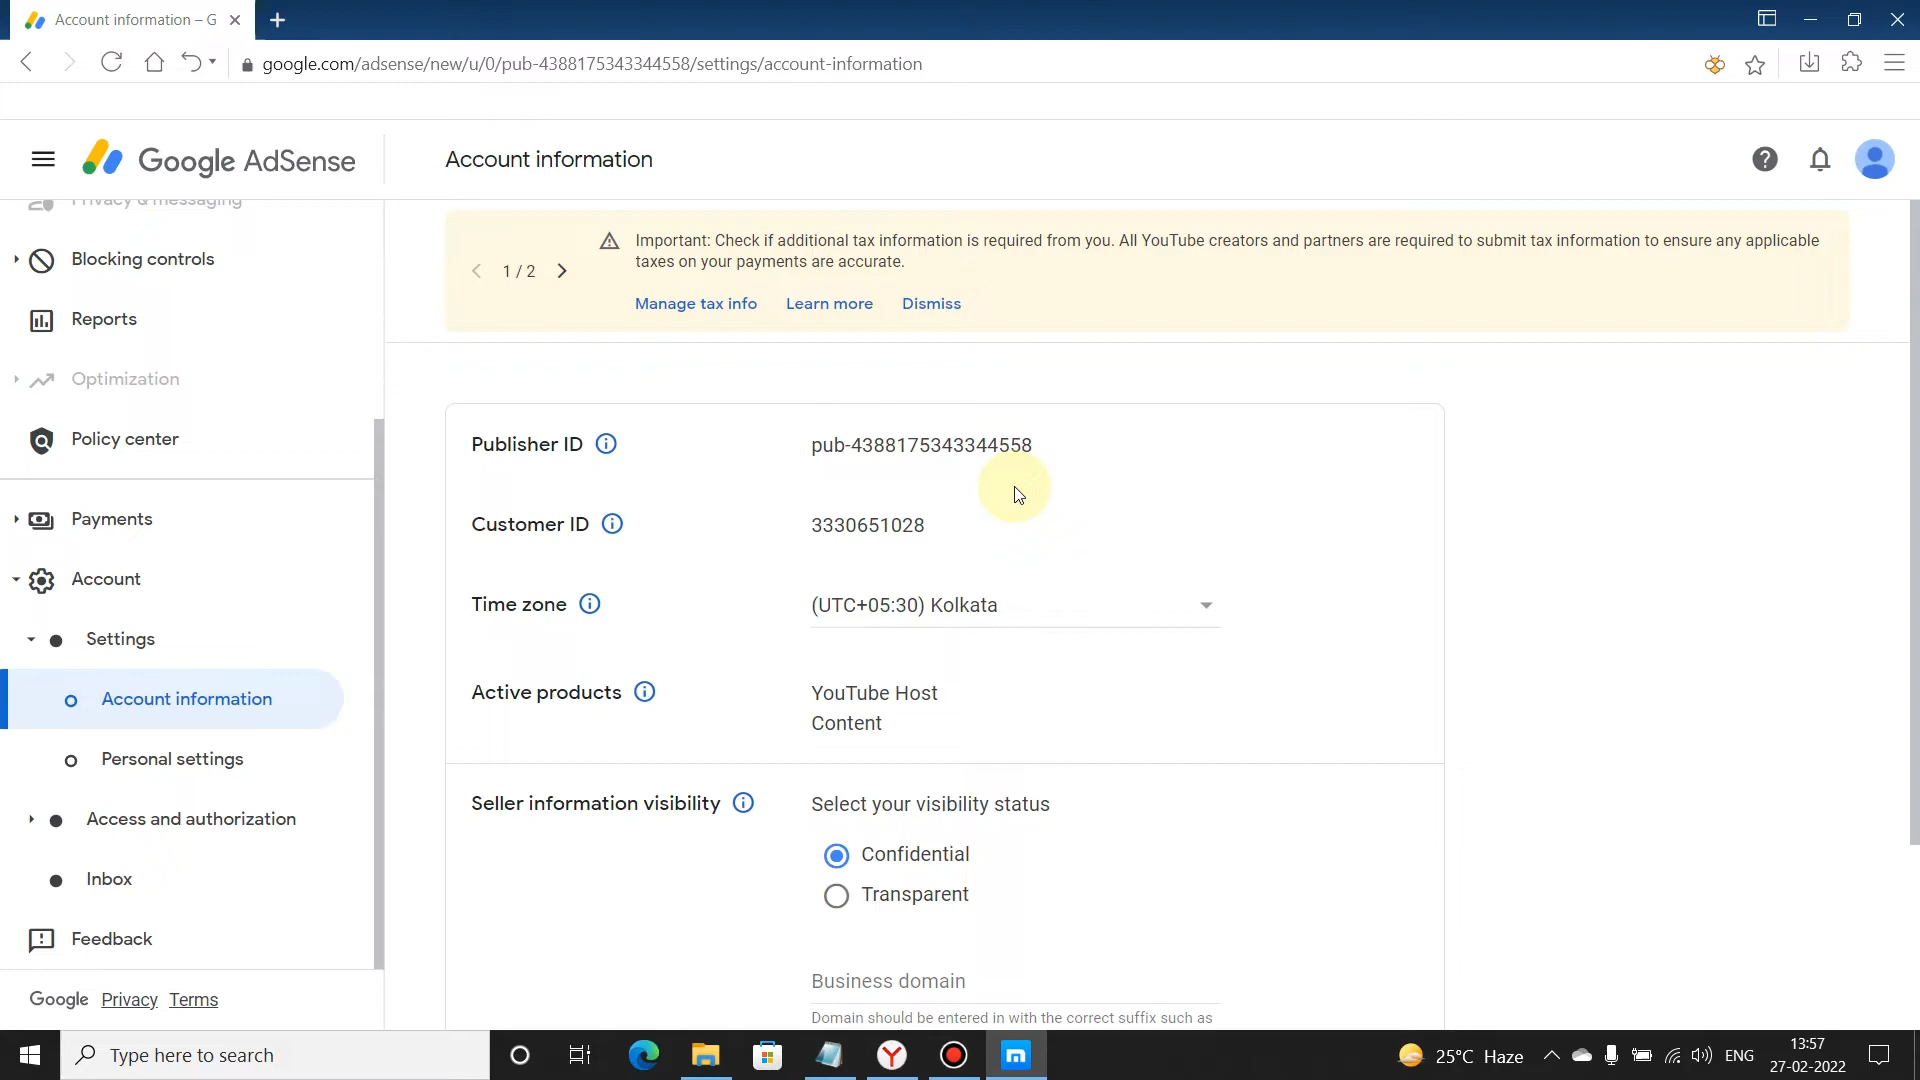 Account information – G
google.com/adsense/new/u/0/pub-4388175343344558/settings/account-information
Google AdSense
Account information
Privacy & messaging
Blocking controls
Reports
Optimization
Policy center
Payments
Account
Settings
Account information
Personal settings
Access and authorization
Inbox
Feedback
Google Privacy Terms
1 / 2
Important: Check if additional tax information is required from you. All YouTube creators and partners are required to submit tax information to ensure any applicable
taxes on your payments are accurate.
Manage tax info Learn more Dismiss
Publisher ID pub-4388175343344558
Customer ID 3330651028
Time zone (UTC+05:30) Kolkata
Active products YouTube Host
Content
Seller information visibility Select your visibility status
Confidential
Transparent
Business domain
Domain should be entered in with the correct suffix such as
Type here to search
25°C Haze
ENG
13:57
27-02-2022